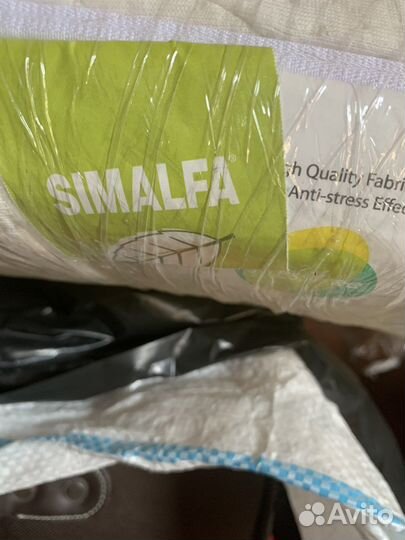 SIMALFA®
gh Quality Fabri
Anti-stress Effe
Avito